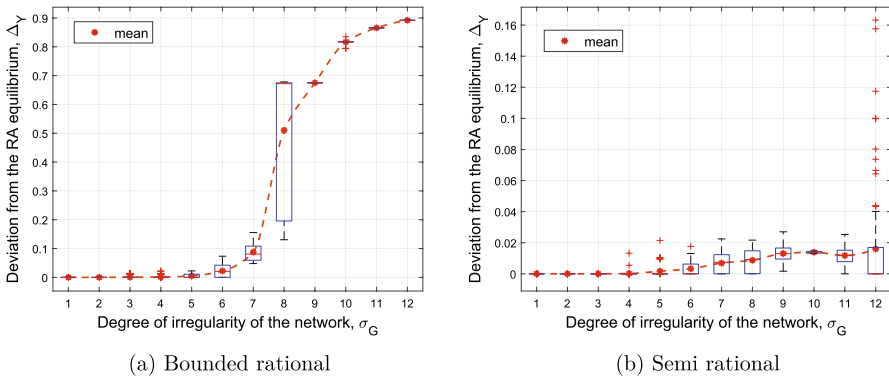 Deviation from the RA equilibrium, Δ_Y
0.9
0.8
0.7
0.6
0.5
0.4
0.3
0.2
0.1
0
mean
1 2 3 4 5 6 7 8 9 10 11 12
Degree of irregularity of the network, σ_G
(a) Bounded rational
Deviation from the RA equilibrium, Δ_Y
0.16
0.14
0.12
0.1
0.08
0.06
0.04
0.02
0
mean
1 2 3 4 5 6 7 8 9 10 11 12
Degree of irregularity of the network, σ_G
(b) Semi rational